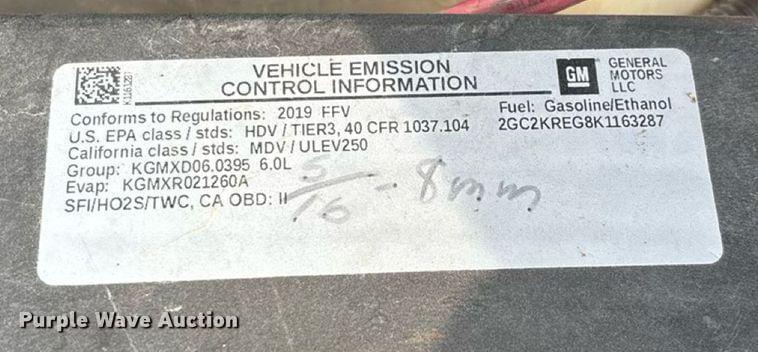 VEHICLE EMISSION
CONTROL INFORMATION
GM
GENERAL
MOTORS
LLC
Conforms to Regulations: 2019 FFV
Fuel: Gasoline/Ethanol
U.S. EPA class / stds: HDV / TIER3, 40 CFR 1037.104
2GC2KREG8K1163287
California class / stds: MDV / ULEV250
Group: KGMXD06.0395 6.0L
Evap: KGMXR021260A
SFI/HO2S/TWC, CA OBD: II
5/16 - 8mm
Purple Wave Auction